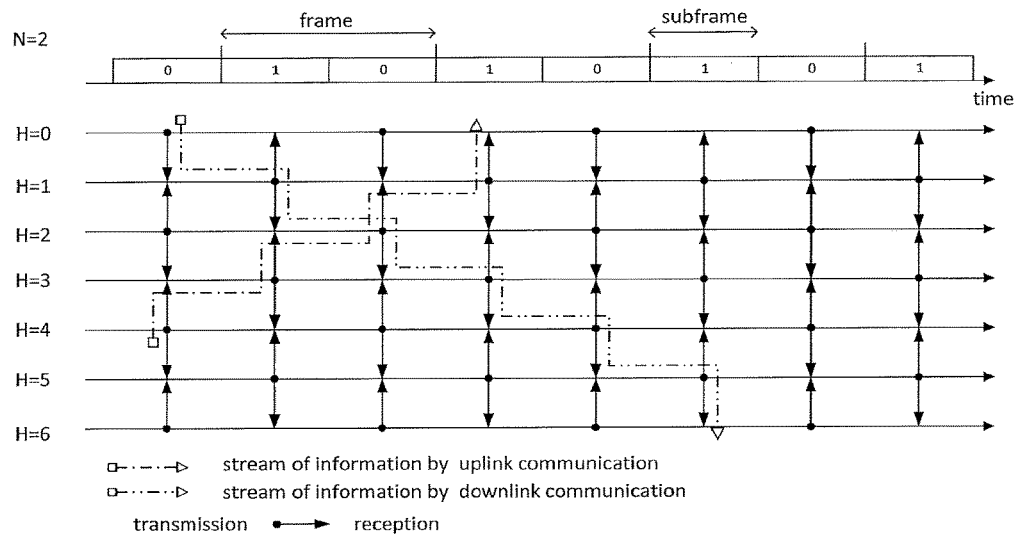 frame
subframe
N=2
0 1 0 1 0 1 0 1
time
H=0
H=1
H=2
H=3
H=4
H=5
H=6
stream of information by uplink communication
stream of information by downlink communication
transmission reception